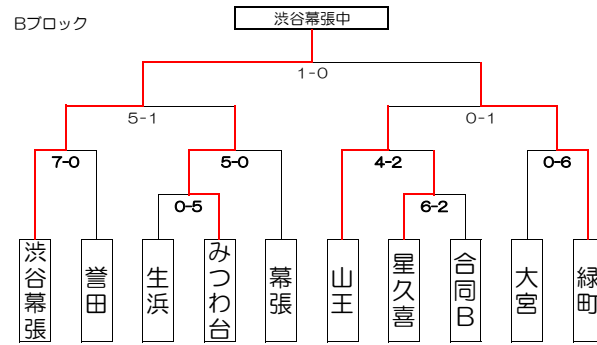 Bブロック
渋谷幕張中
1-0
5-1
0-1
7-0
5-0
4-2
0-6
0-5
6-2
渋谷幕張
誉田
生浜
みつわ台
幕張
山王
星久喜
合同B
大宮
緑町